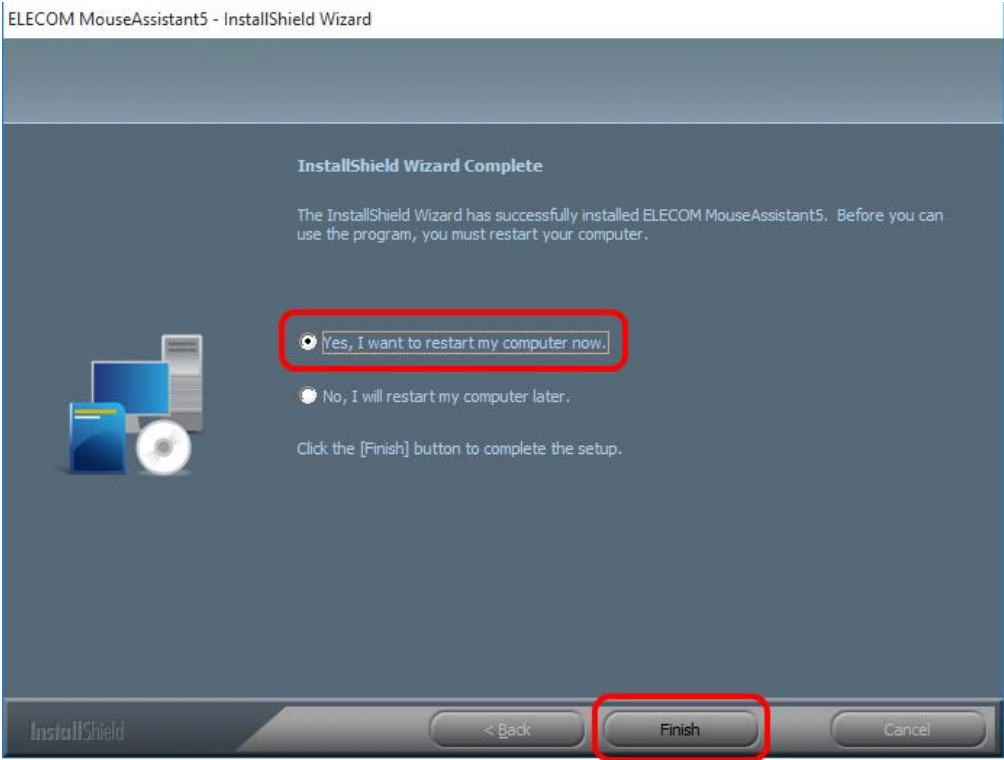 ELECOM MouseAssistant5 - InstallShield Wizard
InstallShield Wizard Complete
The InstallShield Wizard has successfully installed ELECOM MouseAssistant5.  Before you can
use the program, you must restart your computer.
Yes, I want to restart my computer now.
No, I will restart my computer later.
Click the [Finish] button to complete the setup.
InstallShield
< Back
Finish
Cancel